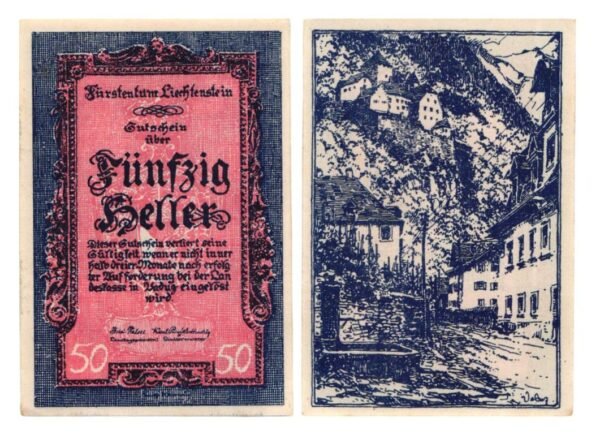 Fürstentum Liechtenstein
Gutschein
über
Fünfzig
Heller
Dieser Gutschein verliert seine
Gültigkeit, wenn er nicht inner
halb dreier Monate nach erfolg
ter Aufforderung bei der Lan
deskasse in Vaduz eingelöst
wird.
50 50